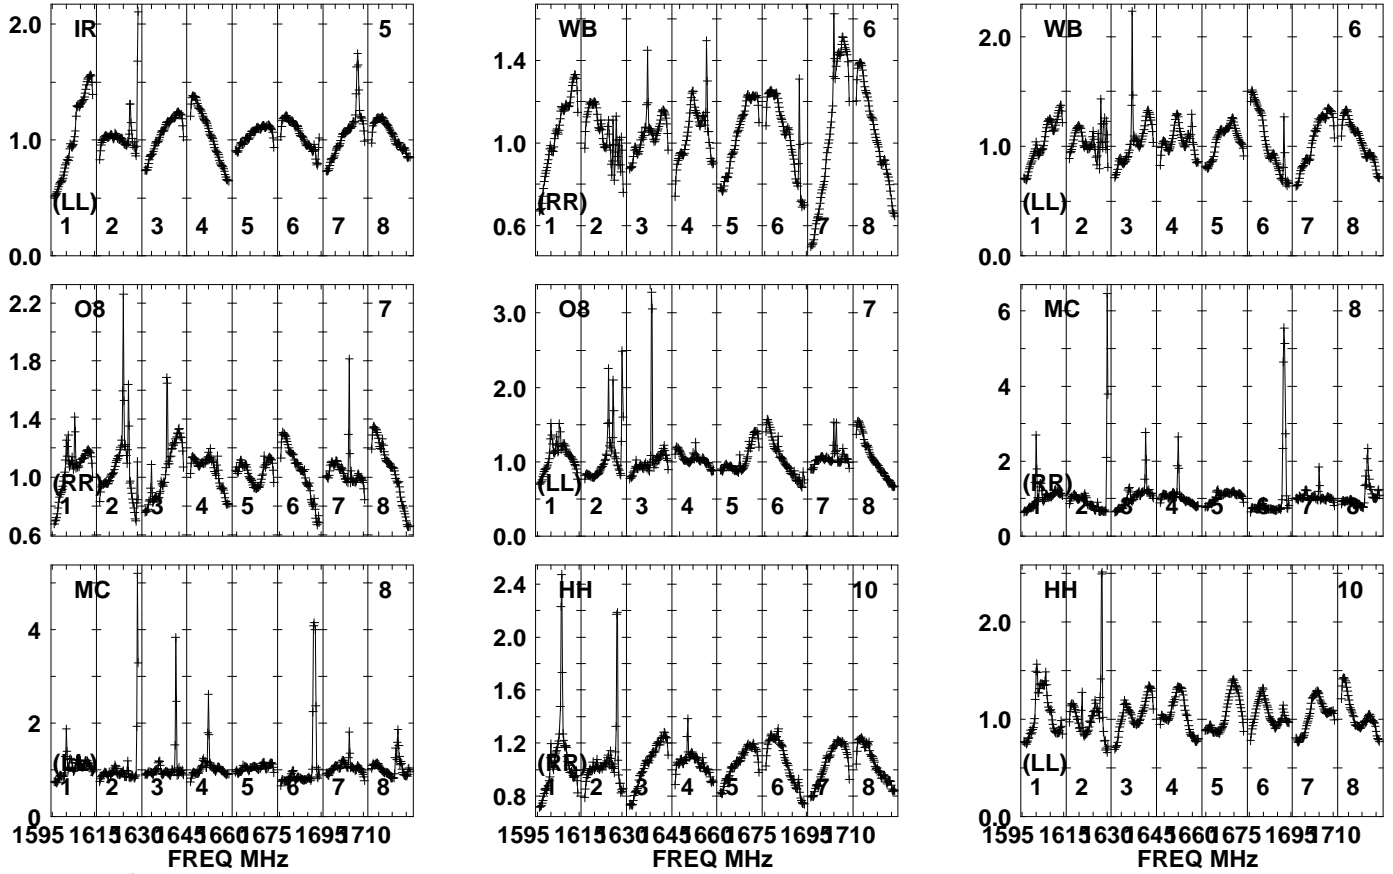 2.0 IR 5
1.0
(LL)
1 2 3 4 5 6 7 8
0.0
WB 6
1.4
1.0
(RR)
0.6 1 2 3 4 5 6 7 8
2.0 WB 6
1.0
(LL)
1 2 3 4 5 6 7 8
0.0
2.2 O8 7
1.8
1.4
1.0 (RR)
1 2 3 4 5 6 7 8
0.6
3.0 O8 7
2.0
1.0
(LL)
1 2 3 4 5 6 7 8
0.0
6 MC 8
4
2
(RR)
1 2 3 4 5 6 7 8
0
MC 8
4
2
(LL)
1 2 3 4 5 6 7 8
0
1595 1615 1630 1645 1660 1675 1695 1710
FREQ MHz
2.4 HH 10
2.0
1.6
1.2
(RR)
0.8 1 2 3 4 5 6 7 8
1595 1615 1630 1645 1660 1675 1695 1710
FREQ MHz
HH 10
2.0
1.0
(LL)
1 2 3 4 5 6 7 8
0.0
1595 1615 1630 1645 1660 1675 1695 1710
FREQ MHz